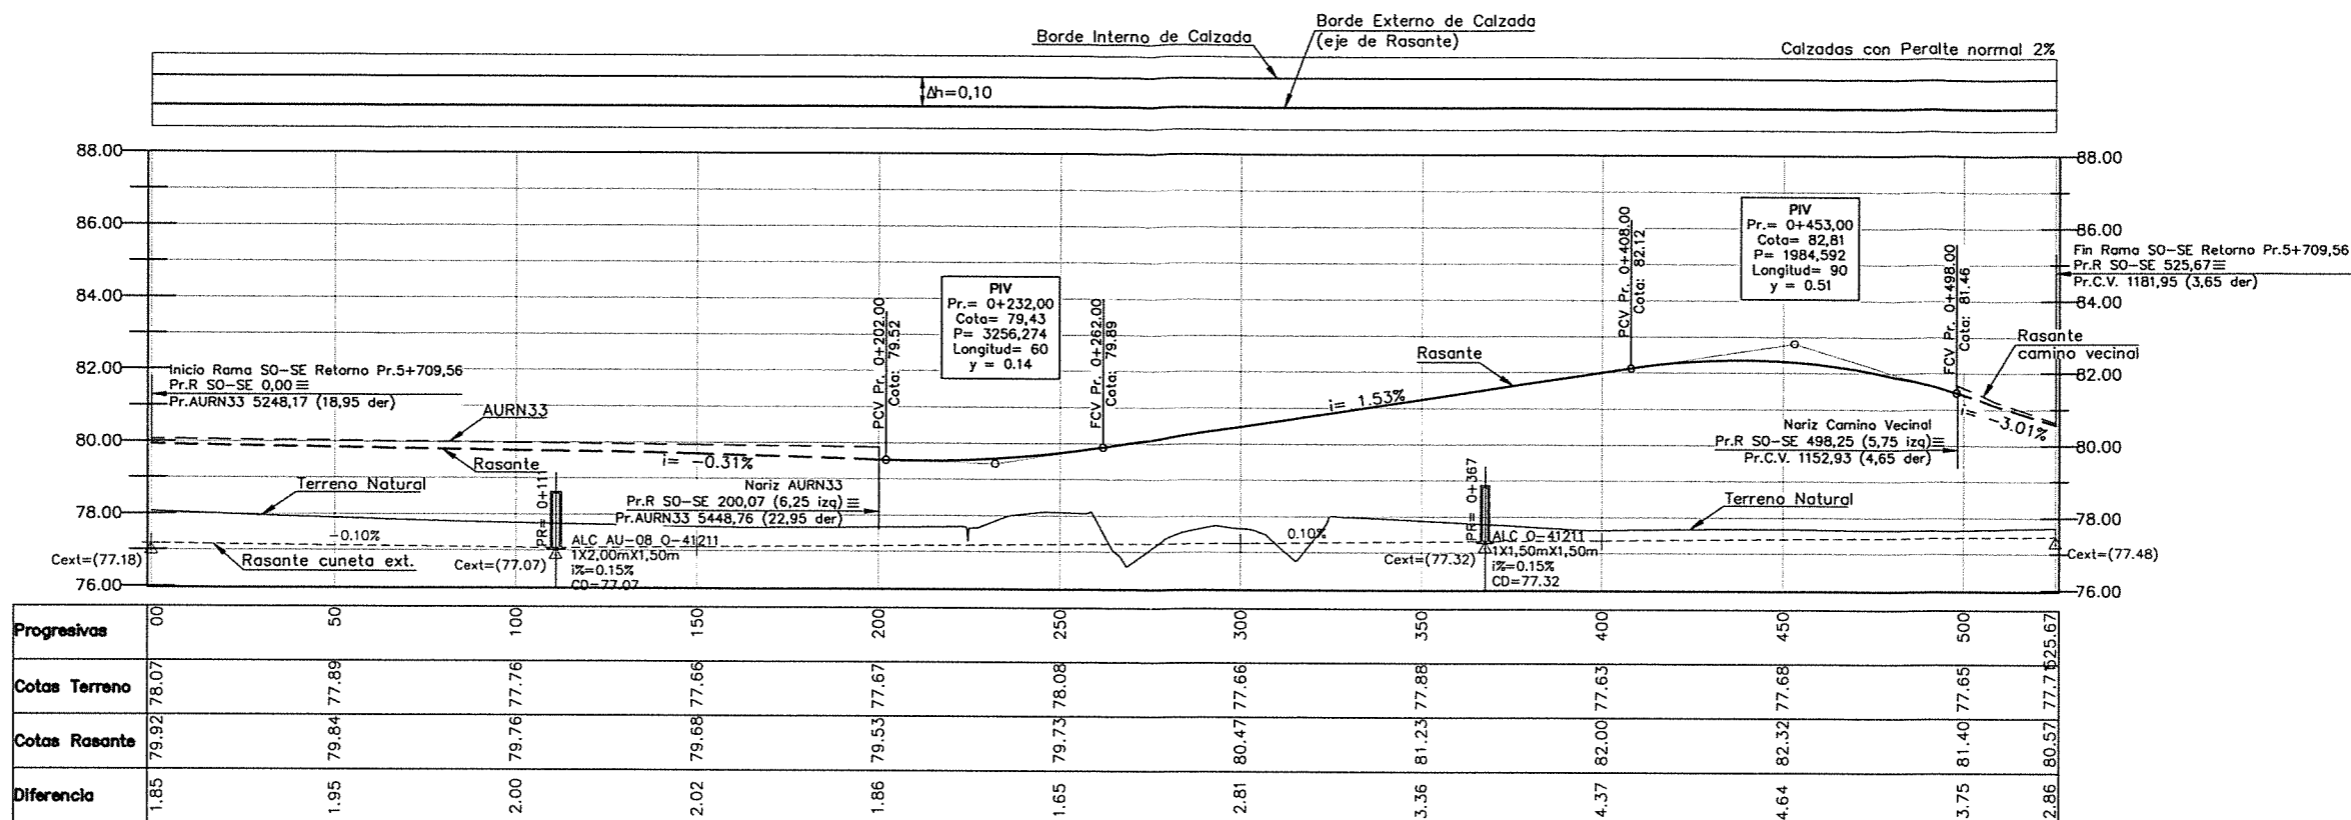 Borde Externo de Calzada
(eje de Rasante)
Borde Interno de Calzada
Calzadas con Peralte normal 2%
Δh=0,10
88.00
86.00
84.00
82.00
80.00
78.00
76.00
88.00
86.00
84.00
82.00
80.00
78.00
76.00
Inicio Rama SO-SE Retorno Pr.5+709,56
Pr.R SO-SE 0,00 ≡
Pr.AURN33 5248,17 (18,95 der)
AURN33
Rasante
i= -0.31%
Terreno Natural
-0.10%
Rasante cuneta ext.
Cext=(77.18)
PR= 0+111
Cext=(77.07)
ALC AU-08 O-41211
1X2,00mX1,50m
i%=0.15%
CD=77.07
Nariz AURN33
Pr.R SO-SE 200,07 (6,25 izq) ≡
Pr.AURN33 5448,76 (22,95 der)
PCV Pr. 0+202.00
Cota: 79.52
PIV
Pr.= 0+232,00
Cota= 79,43
P= 3256,274
Longitud= 60
y = 0.14
FCV Pr. 0+262.00
Cota: 79.89
i= 1.53%
Rasante
0.10%
PR= 0+367
Cext=(77.32)
ALC O-41211
1X1,50mX1,50m
i%=0.15%
CD=77.32
PCV Pr. 0+408.00
Cota: 82.12
PIV
Pr.= 0+453,00
Cota= 82,81
P= 1984,592
Longitud= 90
y = 0.51
FCV Pr. 0+498.00
Cota: 81.46
Nariz Camino Vecinal
Pr.R SO-SE 498,25 (5,75 izq)≡
Pr.C.V. 1152,93 (4,65 der)
Terreno Natural
i= -3.01%
Rasante
camino vecinal
Fin Rama SO-SE Retorno Pr.5+709,56
Pr.R SO-SE 525,67≡
Pr.C.V. 1181,95 (3,65 der)
Cext=(77.48)
Progresivas 00 50 100 150 200 250 300 350 400 450 500 525.67
Cotas Terreno 78.07 77.89 77.76 77.66 77.67 78.08 77.66 77.88 77.63 77.68 77.65 77.71
Cotas Rasante 79.92 79.84 79.76 79.68 79.53 79.73 80.47 81.23 82.00 82.32 81.40 80.57
Diferencia 1.85 1.95 2.00 2.02 1.86 1.65 2.81 3.36 4.37 4.64 3.75 2.86